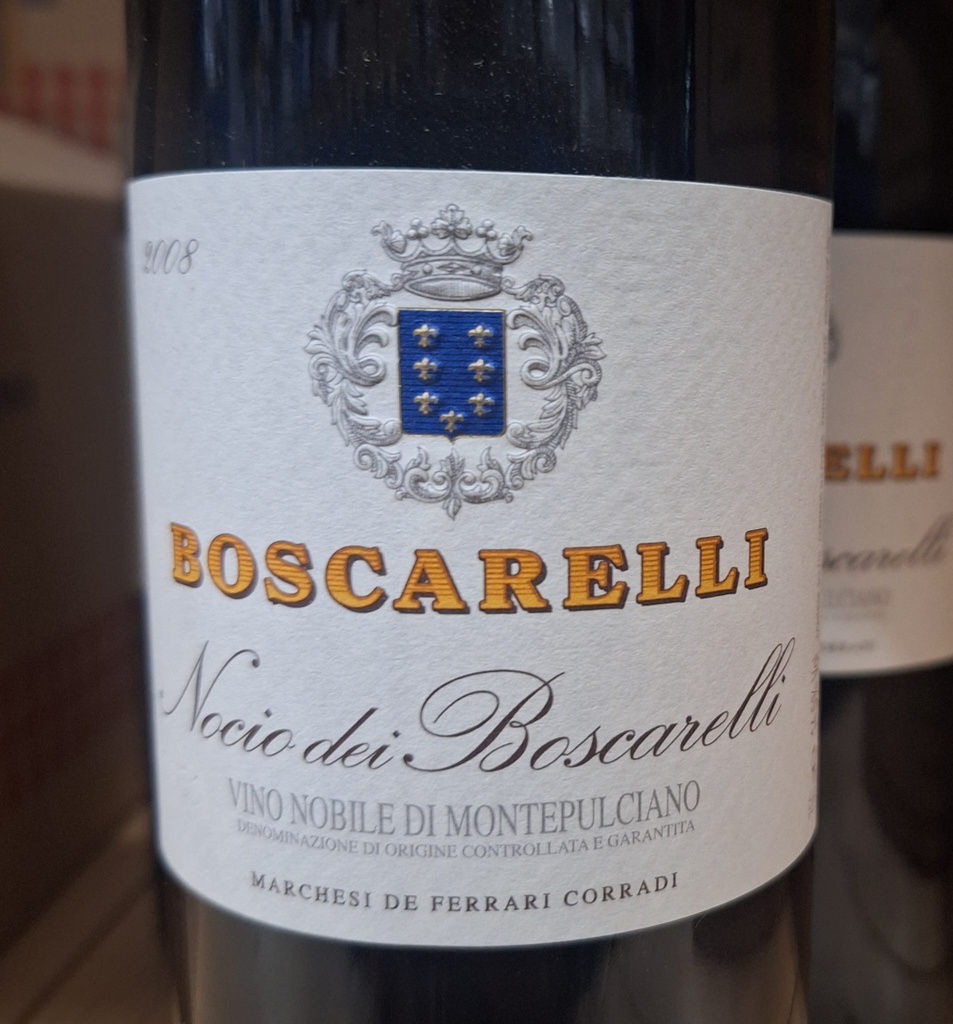 2008
BOSCARELLI
Nocio dei Boscarelli
VINO NOBILE DI MONTEPULCIANO
DENOMINAZIONE DI ORIGINE CONTROLLATA E GARANTITA
MARCHESI DE FERRARI CORRADI
ELLI
scarelli